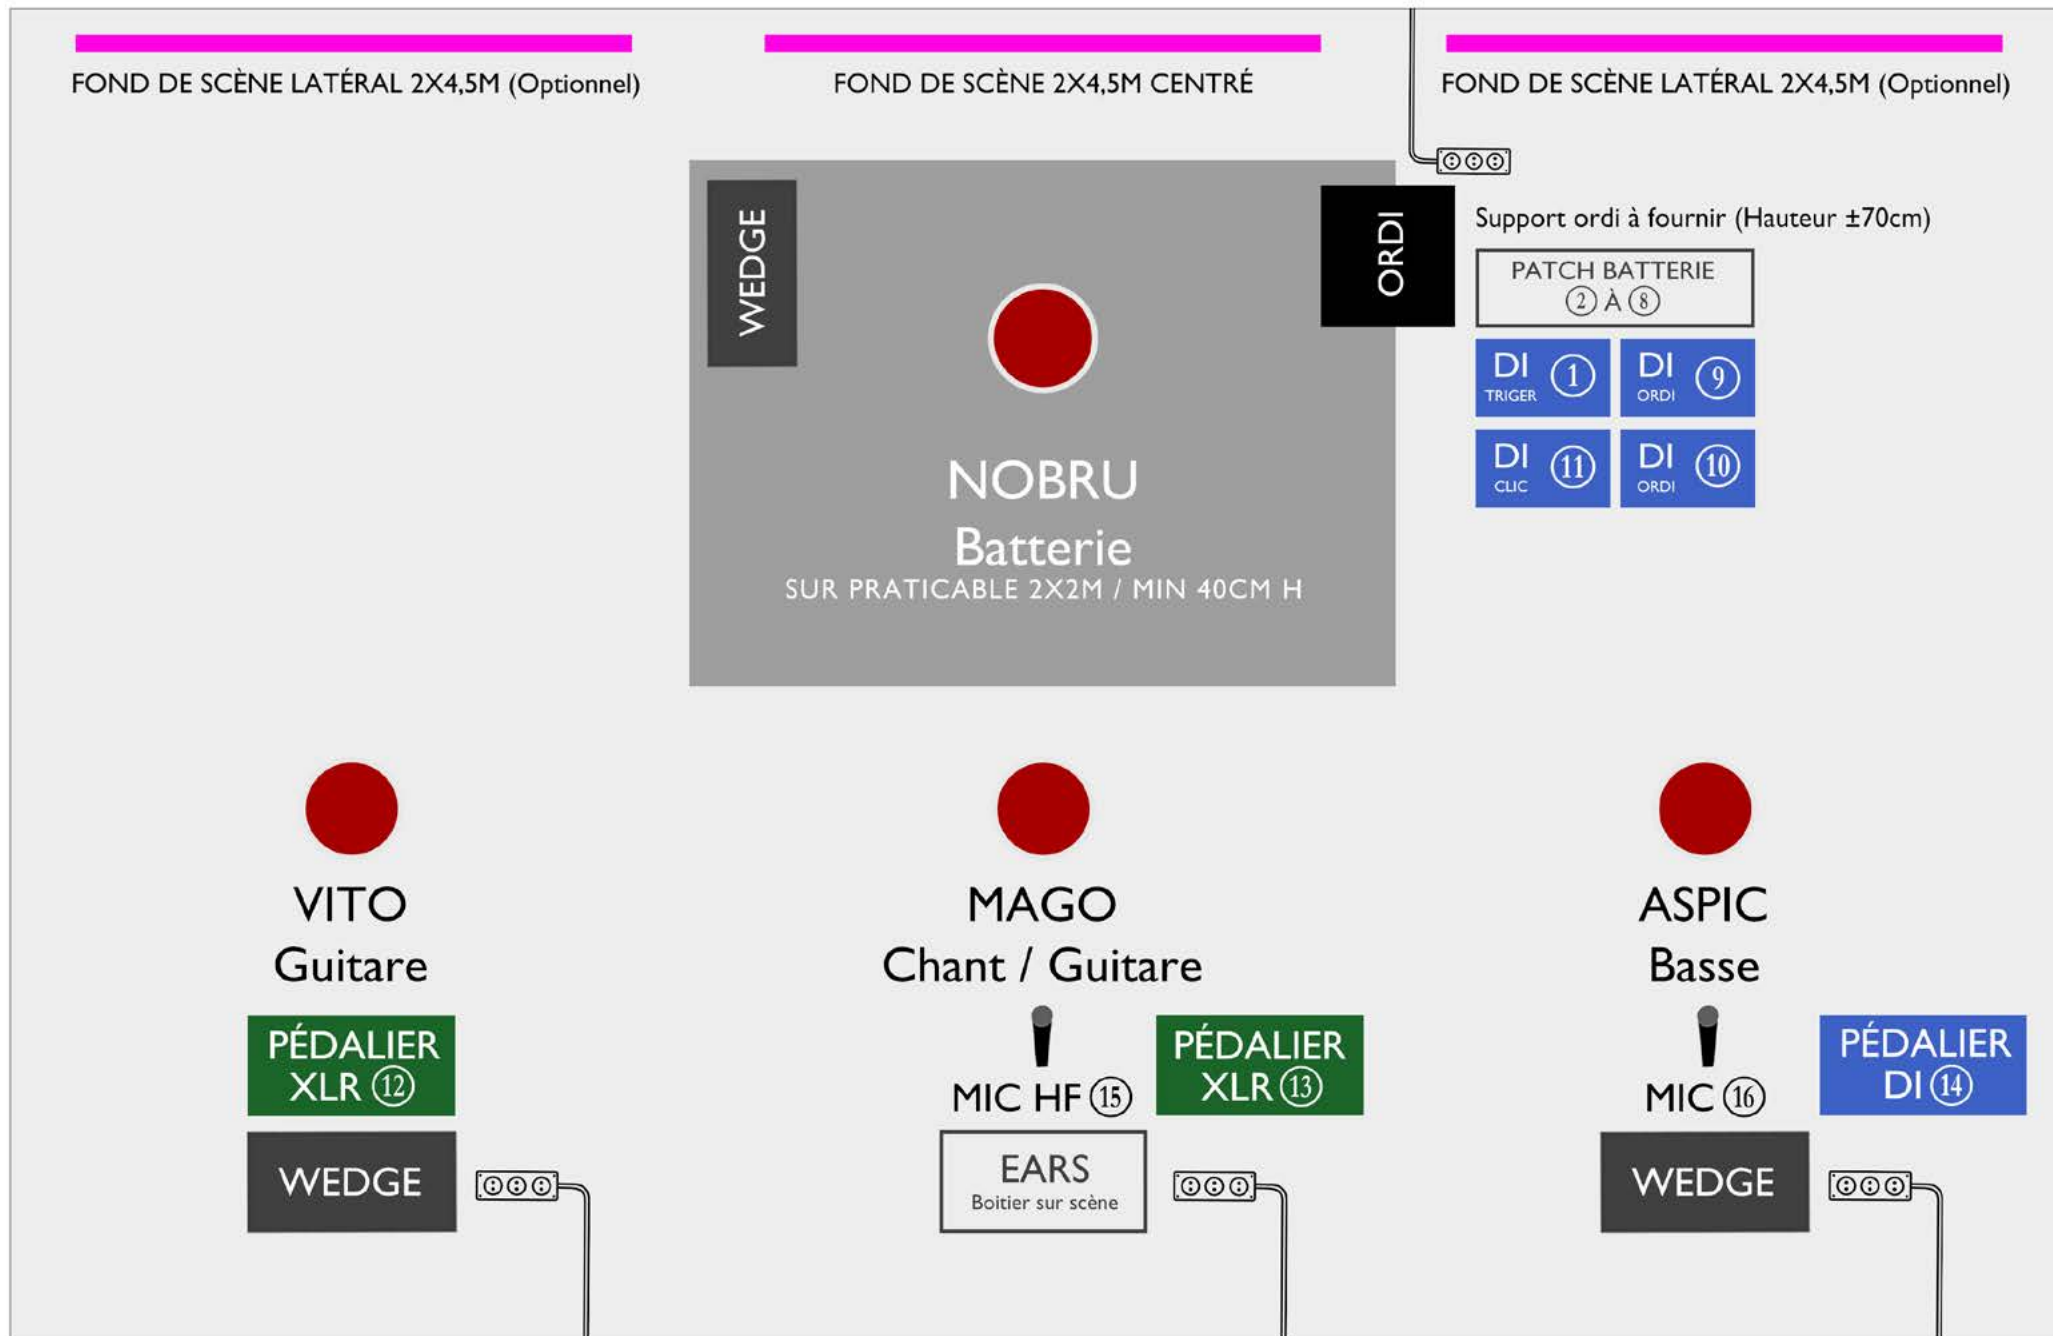 FOND DE SCÈNE LATÉRAL 2X4,5M (Optionnel)
FOND DE SCÈNE 2X4,5M CENTRÉ
FOND DE SCÈNE LATÉRAL 2X4,5M (Optionnel)
WEDGE
ORDI
Support ordi à fournir (Hauteur ±70cm)
PATCH BATTERIE
② À ⑧
DI TRIGER ①
DI ORDI ⑨
DI CLIC ⑪
DI ORDI ⑩
NOBRU
Batterie
SUR PRATICABLE 2X2M / MIN 40CM H
VITO
Guitare
PÉDALIER
XLR ⑫
WEDGE
MAGO
Chant / Guitare
MIC HF ⑮
PÉDALIER
XLR ⑬
EARS
Boitier sur scène
ASPIC
Basse
MIC ⑯
PÉDALIER
DI ⑭
WEDGE